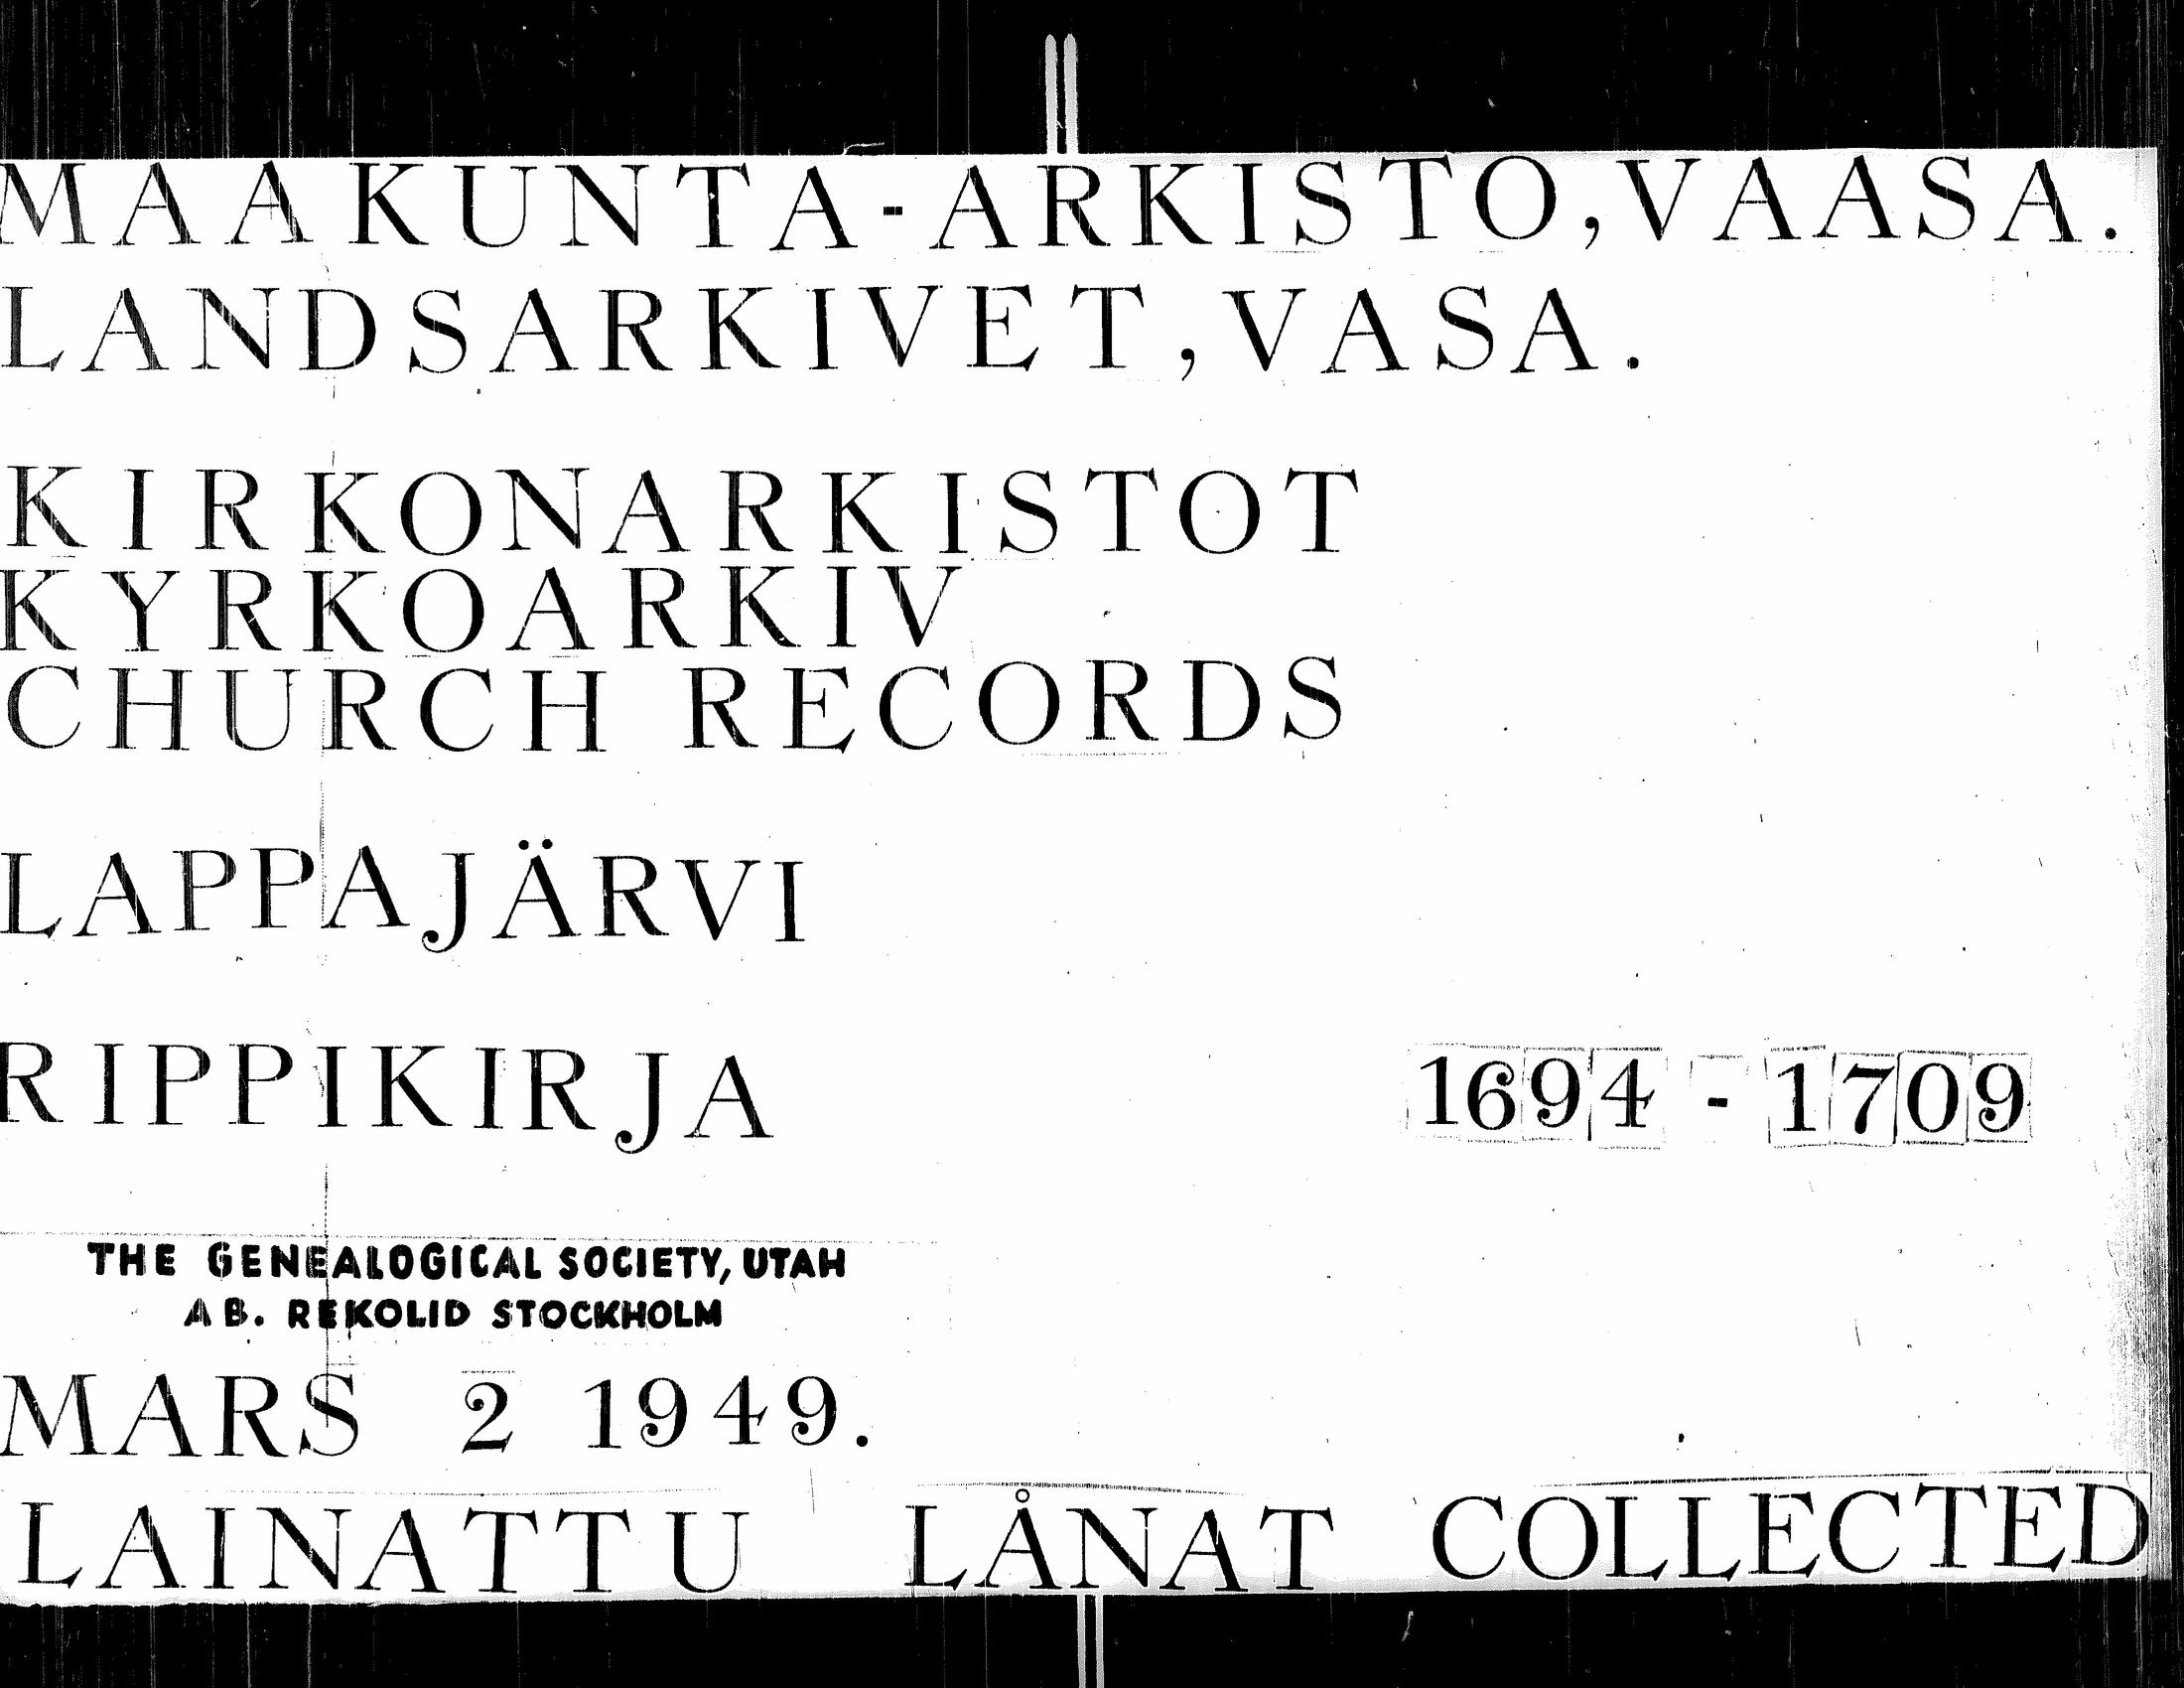 MAAKUNTA-ARKISTO, VAASA.
LANDSARKIVET, VASA.
KIRKONARKISTOT
KYRKOARKIV
CHURCH RECORDS
LAPPAJÄRVI
RIPPIKIRJA 1694 - 1709
THE GENEALOGICAL SOCIETY, UTAH
AB. REKOLID STOCKHOLM
MARS 2 1949.
LAINATTU LÅNAT COLLECTED